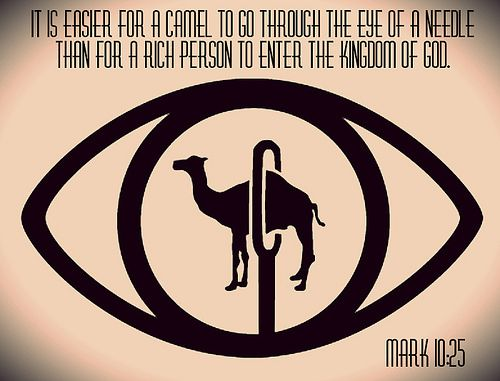 IT IS EASIER FOR A CAMEL TO GO THROUGH THE EYE OF A NEEDLE
THAN FOR A RICH PERSON TO ENTER THE KINGDOM OF GOD.
MARK 10:25